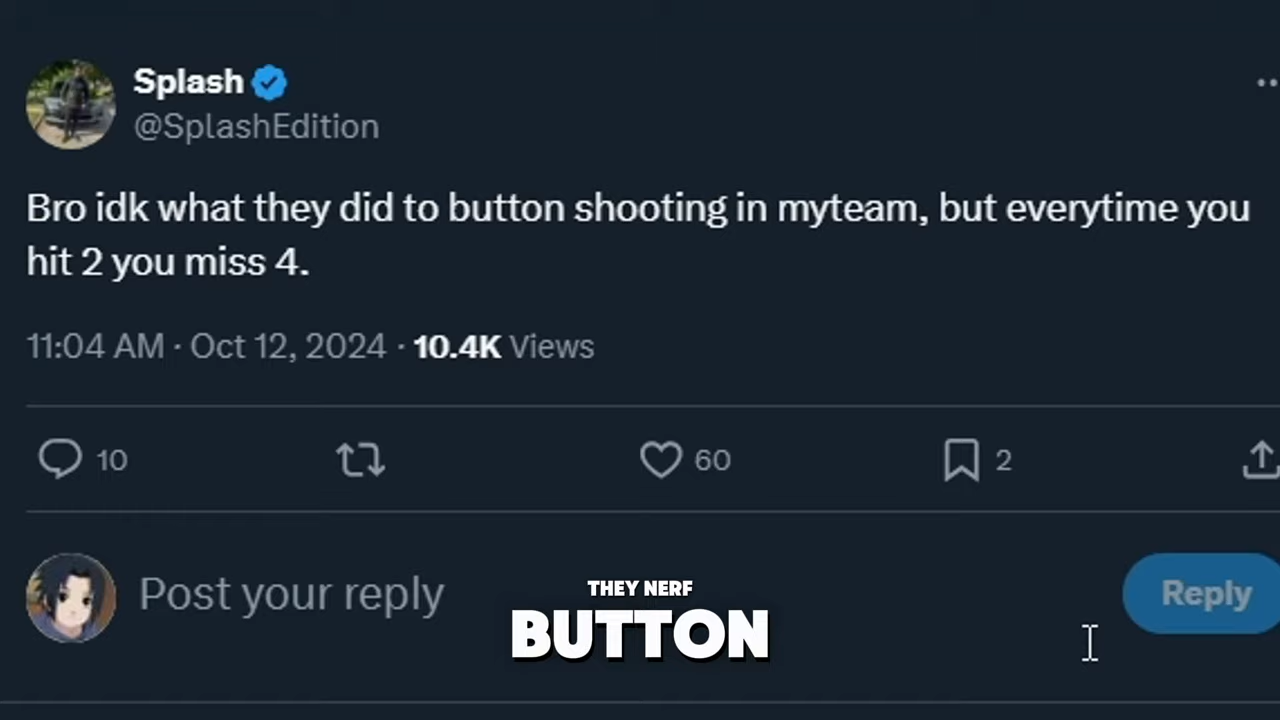 Splash
@SplashEdition
Bro idk what they did to button shooting in myteam, but everytime you
hit 2 you miss 4.
11:04 AM · Oct 12, 2024 · 10.4K Views
10 60 2
Post your reply
Reply
THEY NERF
BUTTON